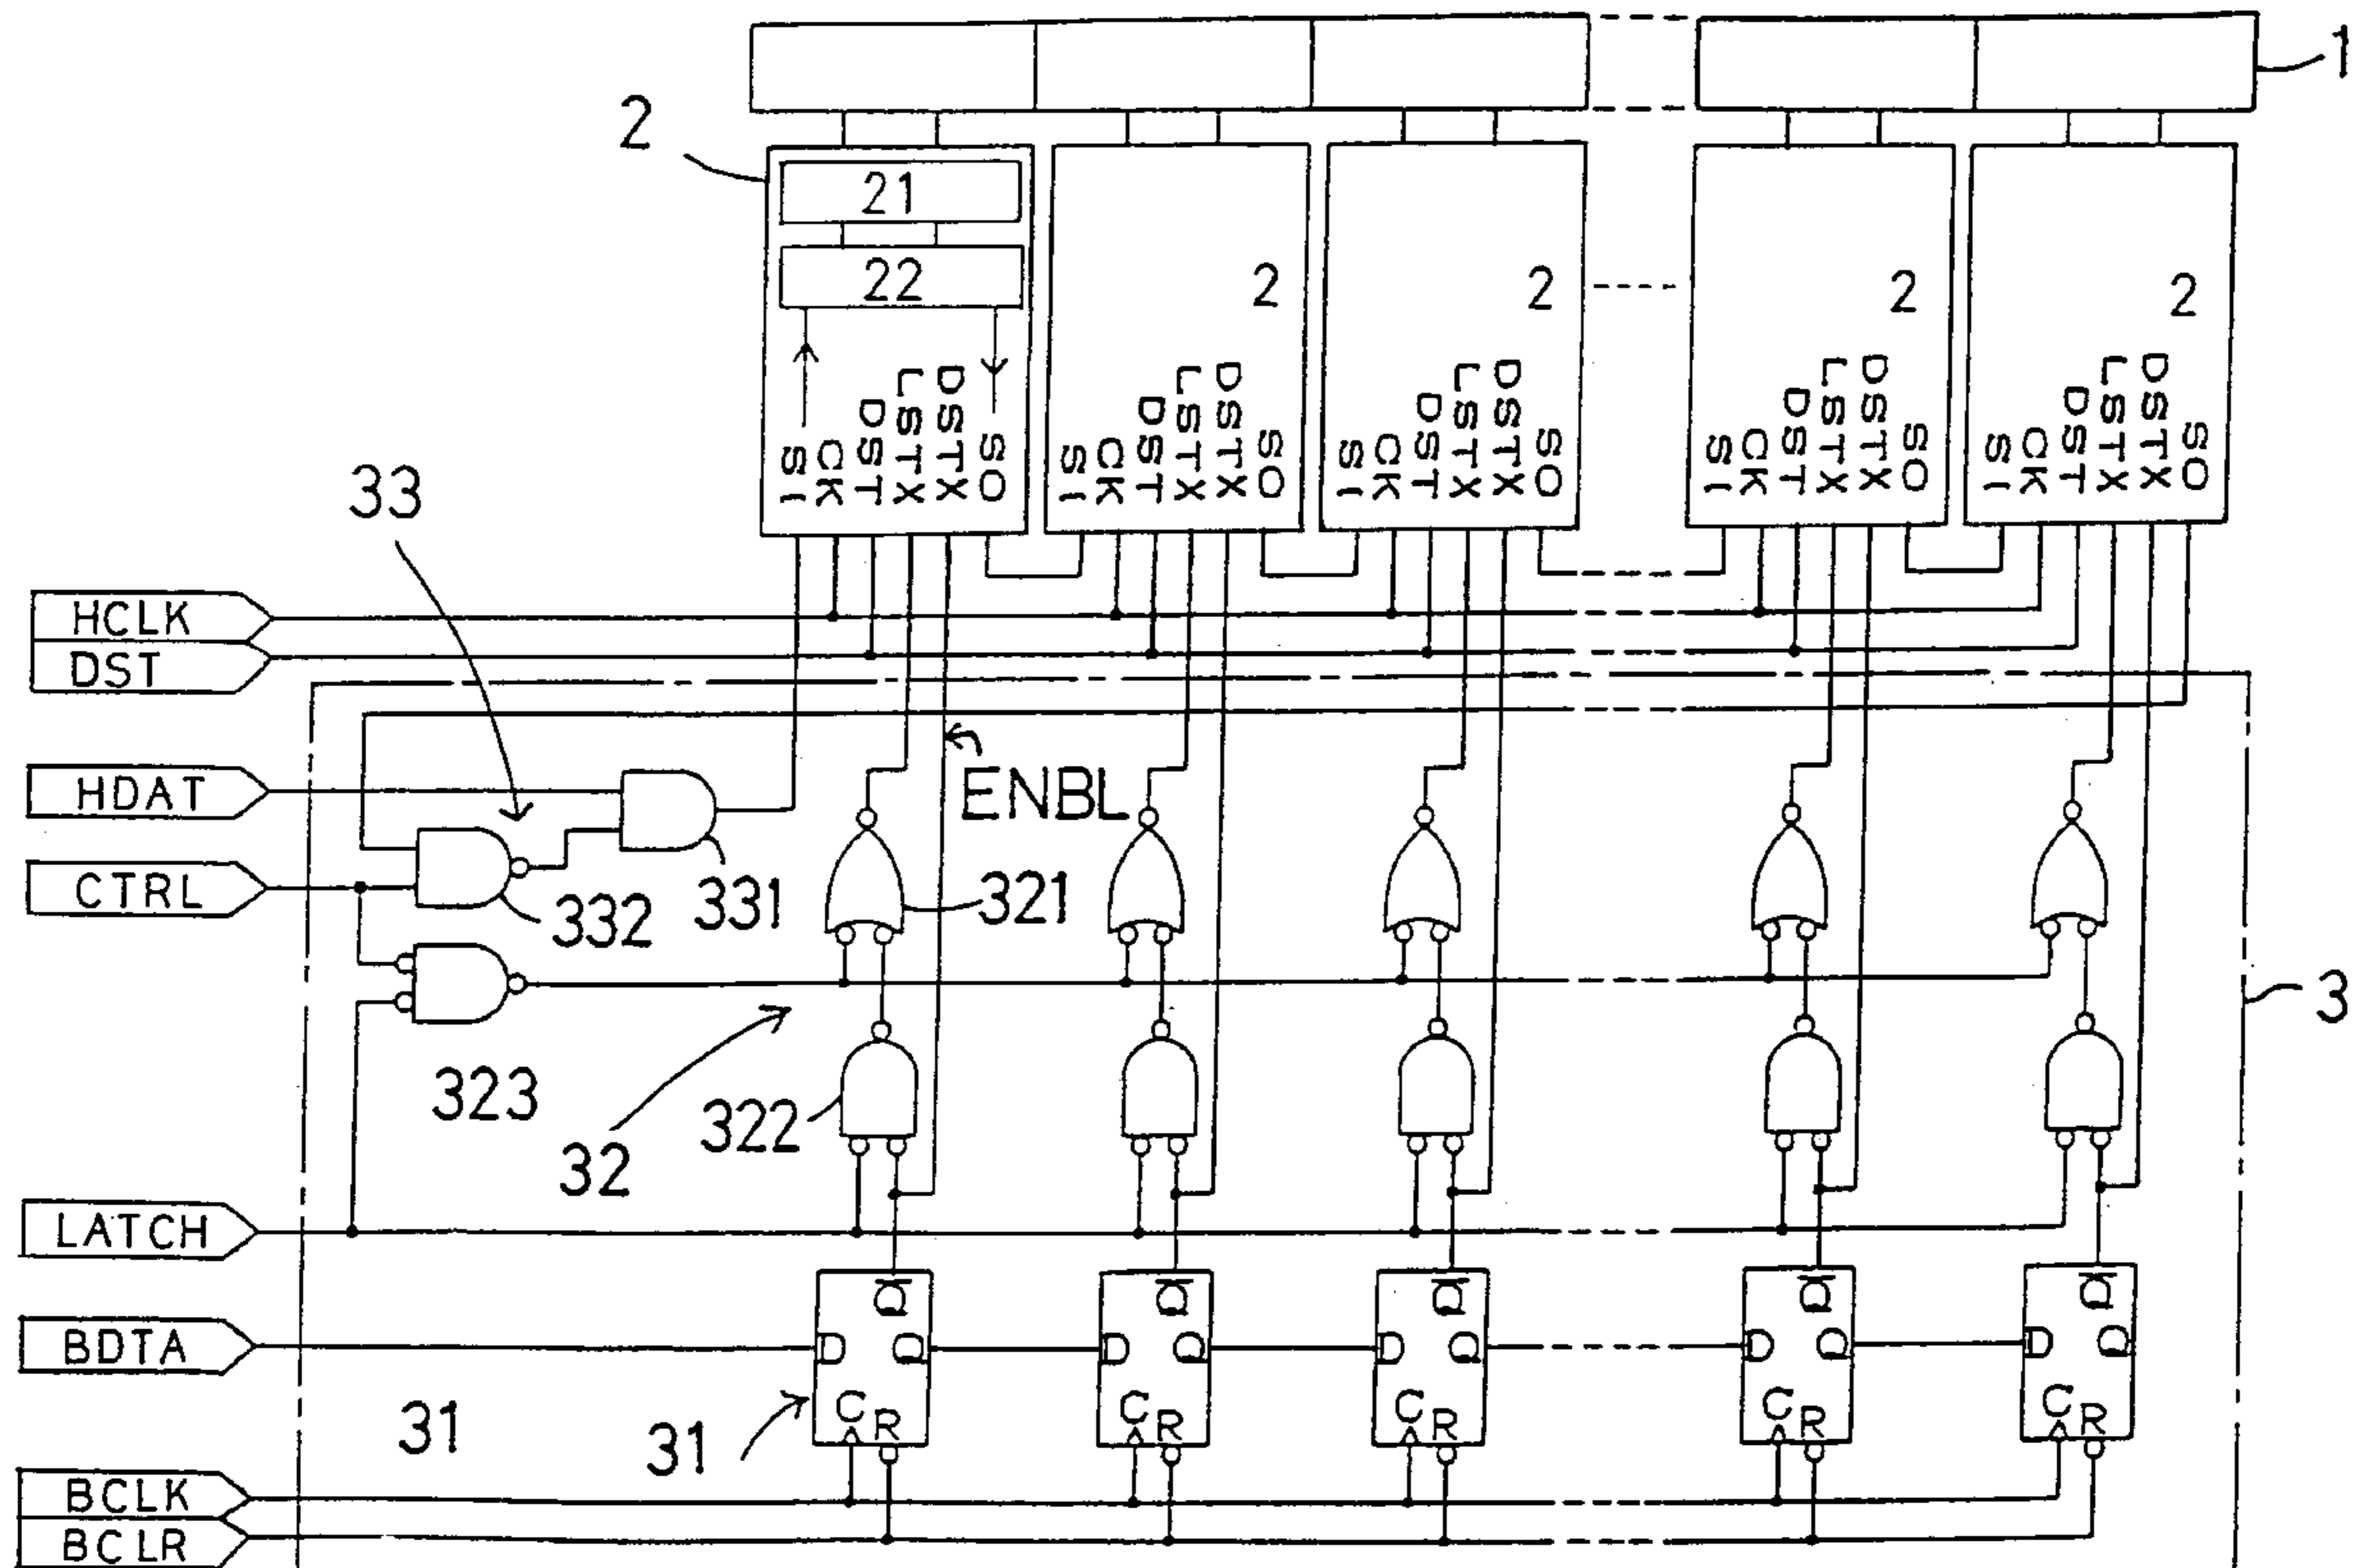 1
2
21
22
2
2
2
2
SI CK DST LSTX DSTX SO
SI CK DST LSTX DSTX SO
SI CK DST LSTX DSTX SO
SI CK DST LSTX DSTX SO
SI CK DST LSTX DSTX SO
33
HCLK
DST
HDAT
ENBL
CTRL
332
331
321
3
323
322
32
LATCH
Q̅ Q̅ Q̅ Q̅ Q̅
BDTA
D Q D Q D Q D Q D Q
C R C R C R C R C R
31
31
BCLK
BCLR